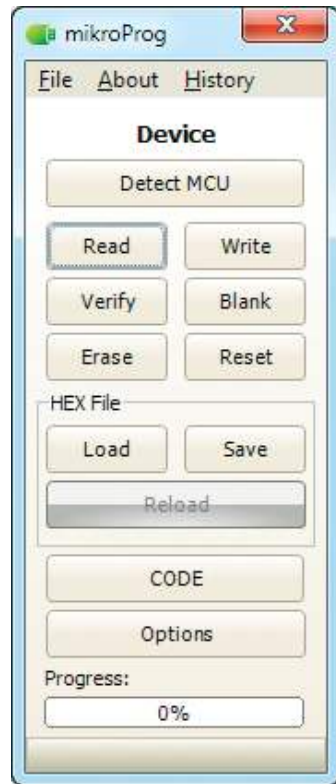 mikroProg
File About History
Device
Detect MCU
Read Write
Verify Blank
Erase Reset
HEX File
Load Save
Reload
CODE
Options
Progress:
0%